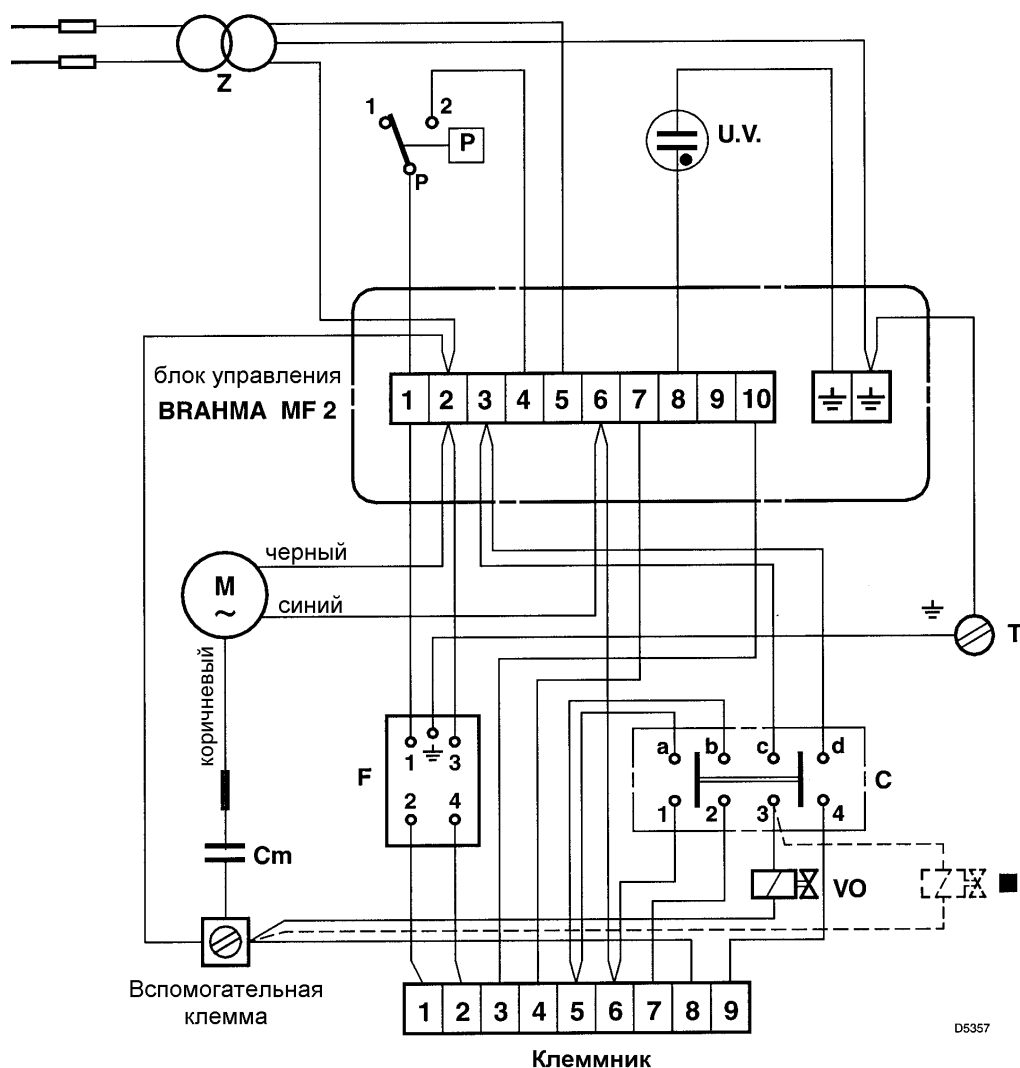 Z
1 2
P
P
U.V.
блок управления
BRAHMA MF 2
1 2 3 4 5 6 7 8 9 10
черный
M
~
синий
коричневый
T
F
1 3
2 4
a b c d
C
1 2 3 4
Cm
VO
Вспомогательная
клемма
1 2 3 4 5 6 7 8 9
D5357
Клеммник